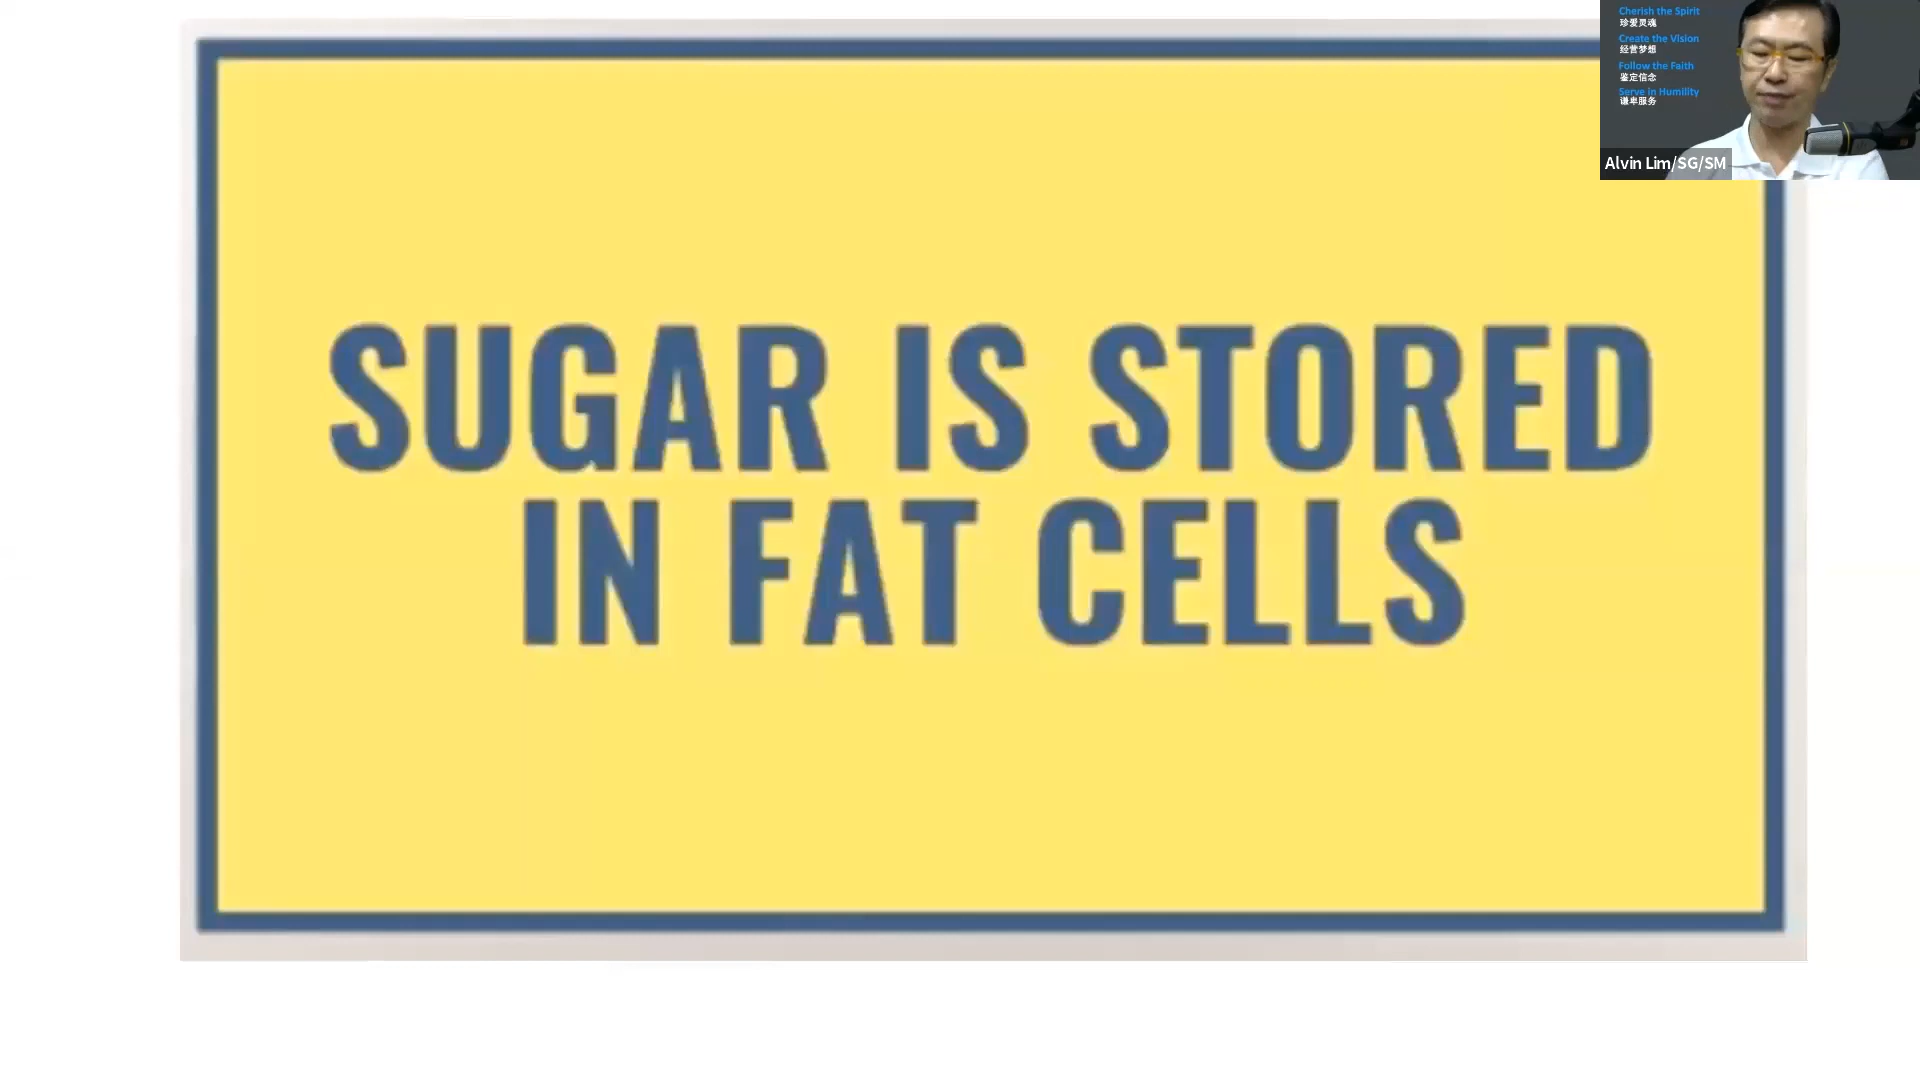 SUGAR IS STORED
IN FAT CELLS
Cherish the Spirit
珍爱灵魂
Create the Vision
经营梦想
Follow the Faith
鉴定信念
Serve in Humility
谦卑服务
Alvin Lim/SG/SM